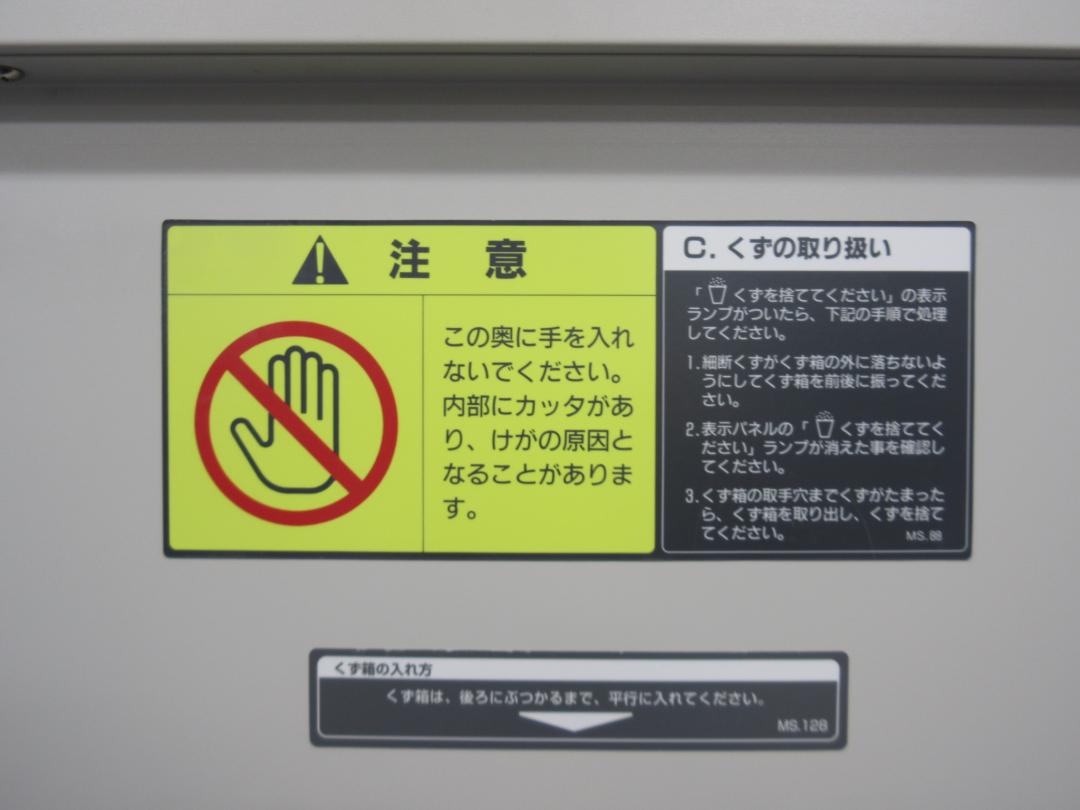 注 意
この奥に手を入れ
ないでください。
内部にカッタがあ
り、けがの原因と
なることがありま
す。
C. くずの取り扱い
「 くずを捨ててください」の表示
ランプがついたら、下記の手順で処理
してください。
1. 細断くずがくず箱の外に落ちないよ
うにしてくず箱を前後に振ってくだ
さい。
2. 表示パネルの「 くずを捨ててく
ださい」ランプが消えた事を確認し
てください。
3. くず箱の取手穴までくずがたまった
ら、くず箱を取り出し、くずを捨て
てください。
MS. 88
くず箱の入れ方
くず箱は、後ろにぶつかるまで、平行に入れてください。
MS.128